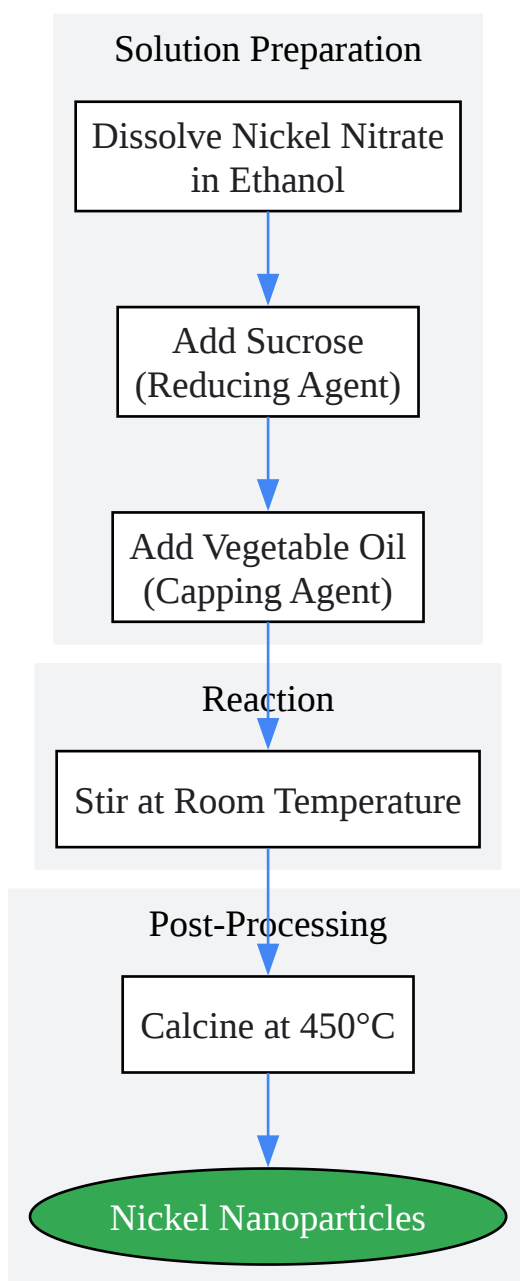 Solution Preparation
Dissolve Nickel Nitrate
in Ethanol
Add Sucrose
(Reducing Agent)
Add Vegetable Oil
(Capping Agent)
Reaction
Stir at Room Temperature
Post-Processing
Calcine at 450°C
Nickel Nanoparticles